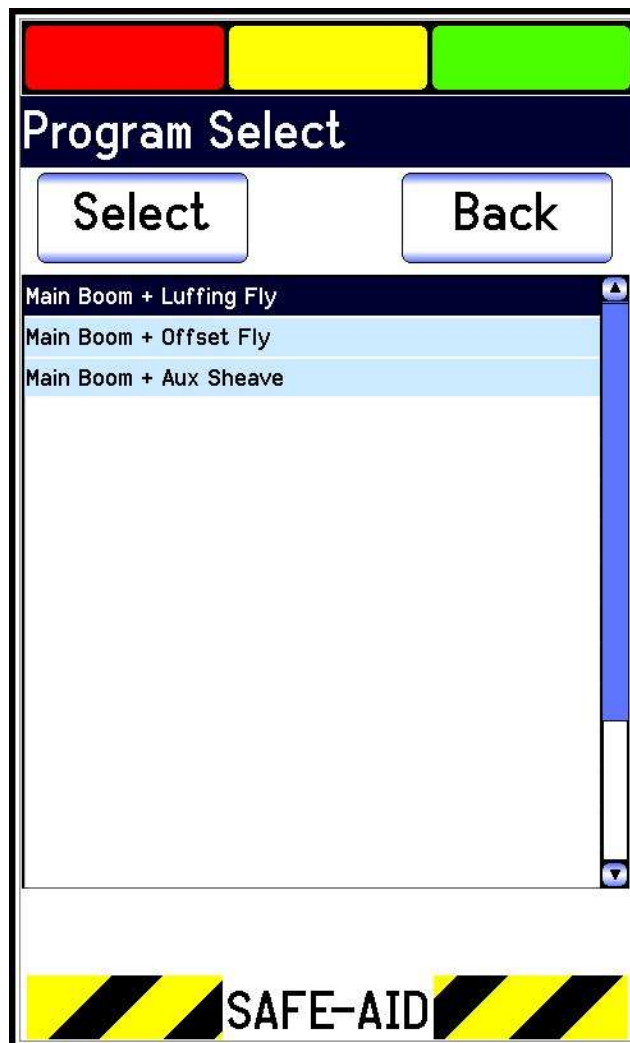 Program Select
Select Back
Main Boom + Luffing Fly
Main Boom + Offset Fly
Main Boom + Aux Sheave
SAFE-AID